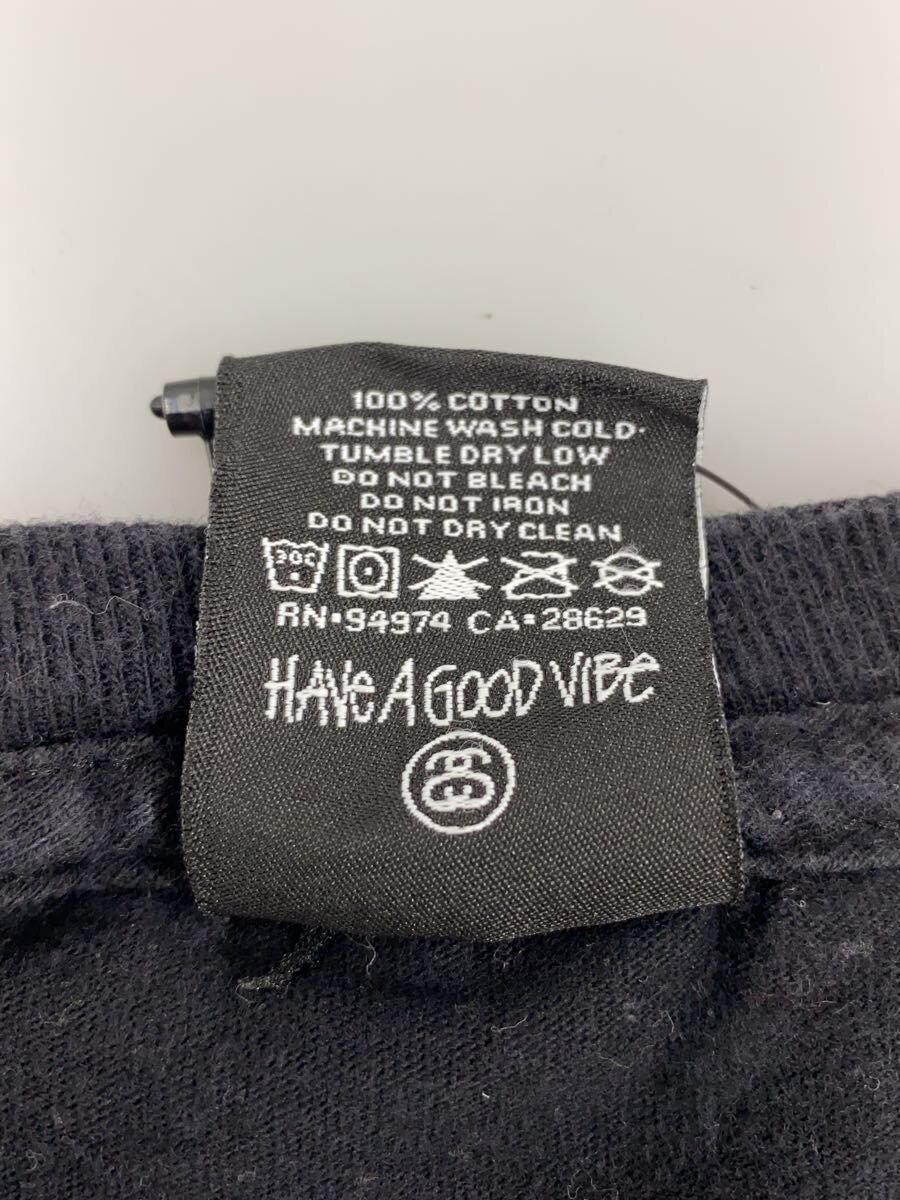 100% COTTON
MACHINE WASH COLD·
TUMBLE DRY LOW
DO NOT BLEACH
DO NOT IRON
DO NOT DRY CLEAN
30C
RN·94974 CA·28629
HAVE A GOOD VIBE